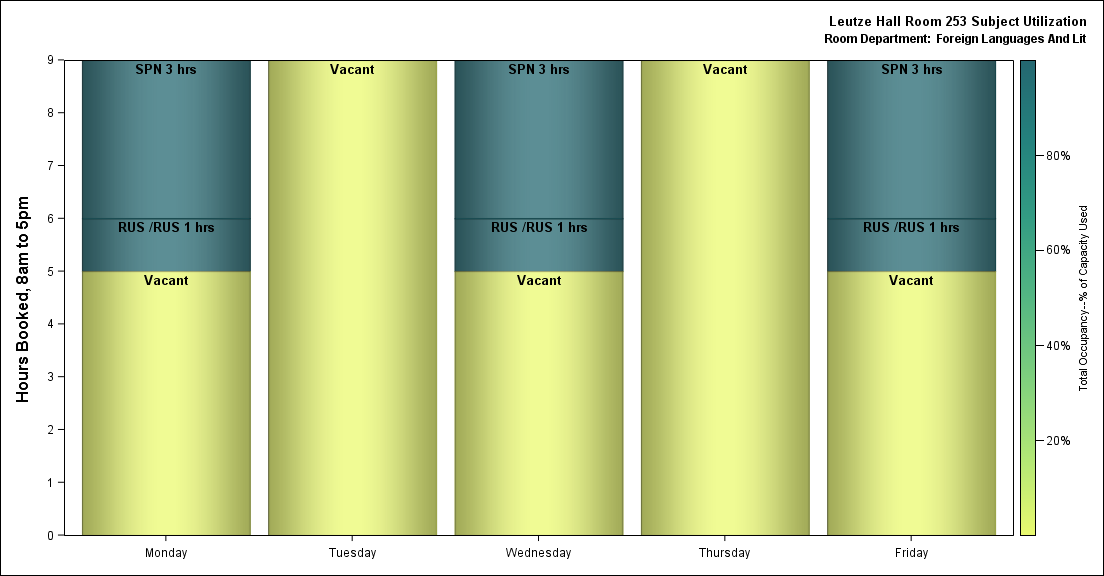 Leutze Hall Room 253 Subject Utilization
Room Department: Foreign Languages And Lit
Hours Booked, 8am to 5pm
9
8
7
6
5
4
3
2
1
0
SPN 3 hrs
RUS /RUS 1 hrs
Vacant
Vacant
SPN 3 hrs
RUS /RUS 1 hrs
Vacant
Vacant
SPN 3 hrs
RUS /RUS 1 hrs
Vacant
Monday
Tuesday
Wednesday
Thursday
Friday
80%
60%
40%
20%
Total Occupancy--% of Capacity Used